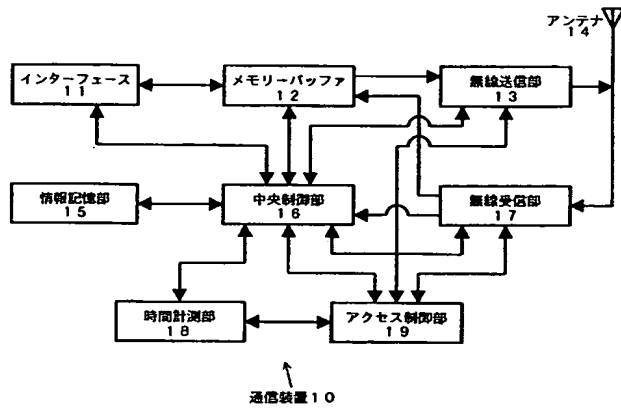 アンテナ
14
インターフェース
11
メモリーバッファ
12
無線送信部
13
情報記憶部
15
中央制御部
16
無線受信部
17
時間計測部
18
アクセス制御部
19
通信装置10